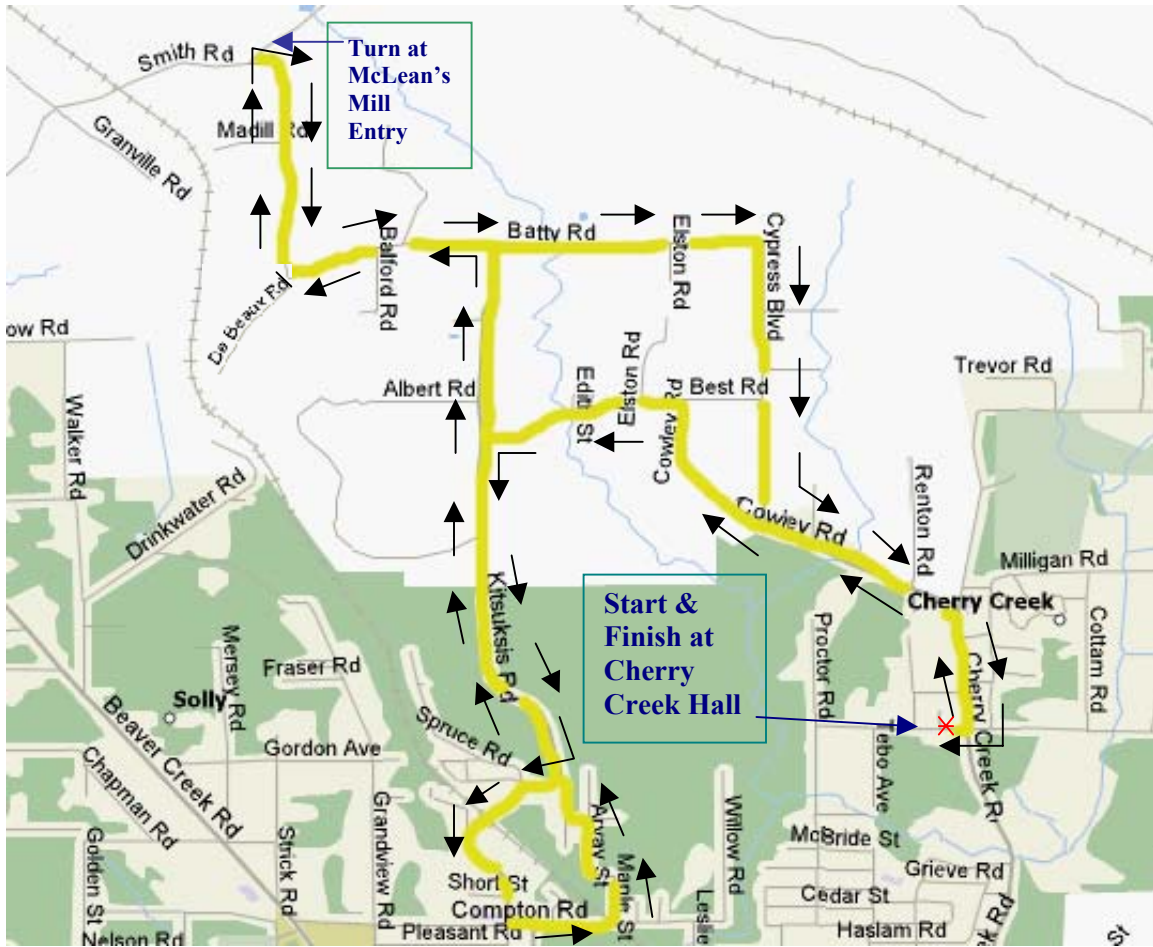 Smith Rd
Turn at
McLean's
Mill
Entry
Madill Rd
Granville Rd
Batty Rd
Elston Rd
Cypress Blvd
Balford Rd
De Beaux Rd
ow Rd
Trevor Rd
Albert Rd
Edith St
Elston Rd
Cowley Rd
Best Rd
Walker Rd
Drinkwater Rd
Cowley Rd
Renton Rd
Milligan Rd
Kitsuksis Rd
Start &
Finish at
Cherry
Creek Hall
Cherry Creek
Mersey Rd
Fraser Rd
Proctor Rd
Cottam Rd
Solly
Beaver Creek Rd
Spruce Rd
Gordon Ave
Tebo Ave
Cherry Creek R
Chapman Rd
Grandview Rd
Strick Rd
Golden St
Arvay St
Willow Rd
McBride St
Grieve Rd
Short St
Compton Rd
Leslie
Cedar St
Pleasant Rd
Haslam Rd
ek Rd
Nelson Rd
St